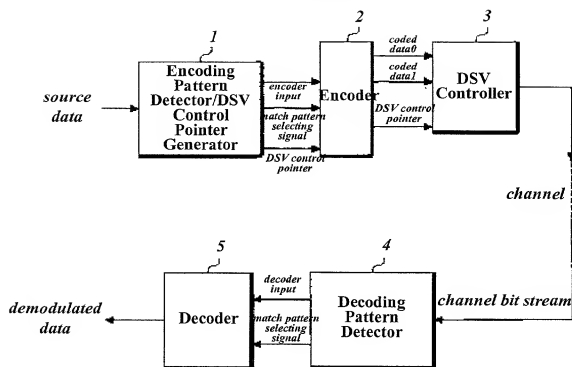 1
2
3
source
data
Encoding
Pattern
Detector/DSV
Control
Pointer
Generator
encoder
input
match pattern
selecting
signal
DSV control
pointer
Encoder
coded
data0
coded
data1
DSV control
pointer
DSV
Controller
channel
5
4
demodulated
data
Decoder
decoder
input
match pattern
selecting
signal
Decoding
Pattern
Detector
channel bit stream